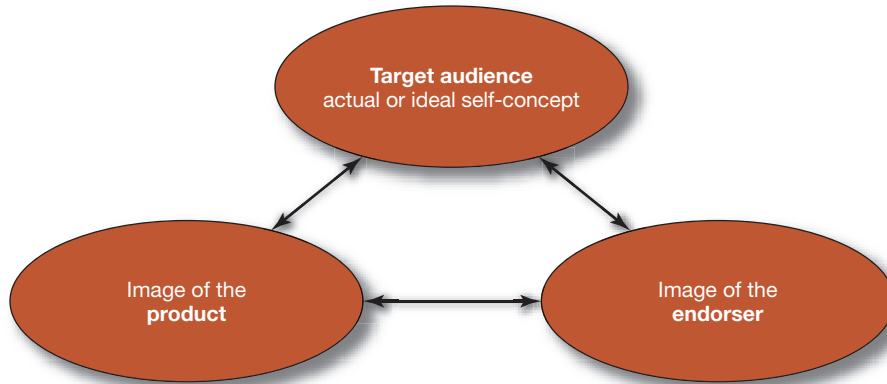 Target audience
actual or ideal self-concept
Image of the
product
Image of the
endorser